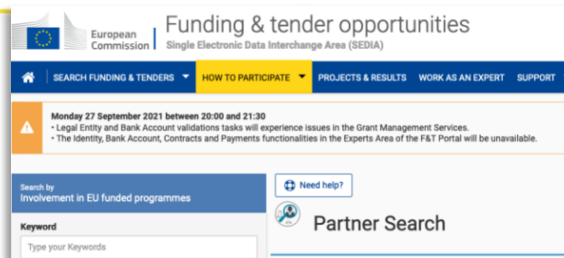 European
Commission
Funding & tender opportunities
Single Electronic Data Interchange Area (SEDIA)
SEARCH FUNDING & TENDERS
HOW TO PARTICIPATE
PROJECTS & RESULTS
WORK AS AN EXPERT
SUPPORT
Monday 27 September 2021 between 20:00 and 21:30
• Legal Entity and Bank Account validations tasks will experience issues in the Grant Management Services.
• The Identity, Bank Account, Contracts and Payments functionalities in the Experts Area of the F&T Portal will be unavailable.
Search by
Involvement in EU funded programmes
Keyword
Type your Keywords
Need help?
Partner Search